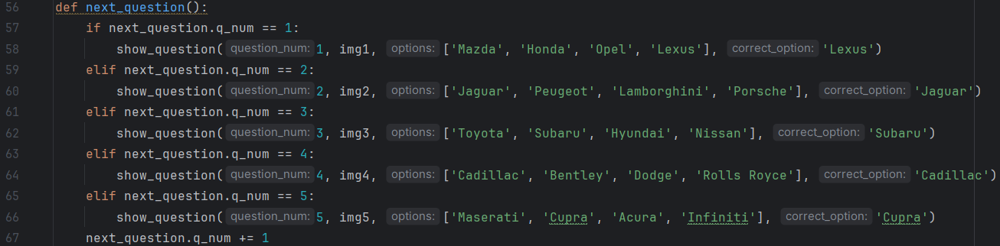 56 def next_question():
57 if next_question.q_num == 1:
58 show_question( question_num: 1, img1, options: ['Mazda', 'Honda', 'Opel', 'Lexus'], correct_option: 'Lexus')
59 elif next_question.q_num == 2:
60 show_question( question_num: 2, img2, options: ['Jaguar', 'Peugeot', 'Lamborghini', 'Porsche'], correct_option: 'Jaguar')
61 elif next_question.q_num == 3:
62 show_question( question_num: 3, img3, options: ['Toyota', 'Subaru', 'Hyundai', 'Nissan'], correct_option: 'Subaru')
63 elif next_question.q_num == 4:
64 show_question( question_num: 4, img4, options: ['Cadillac', 'Bentley', 'Dodge', 'Rolls Royce'], correct_option: 'Cadillac')
65 elif next_question.q_num == 5:
66 show_question( question_num: 5, img5, options: ['Maserati', 'Cupra', 'Acura', 'Infiniti'], correct_option: 'Cupra')
67 next_question.q_num += 1